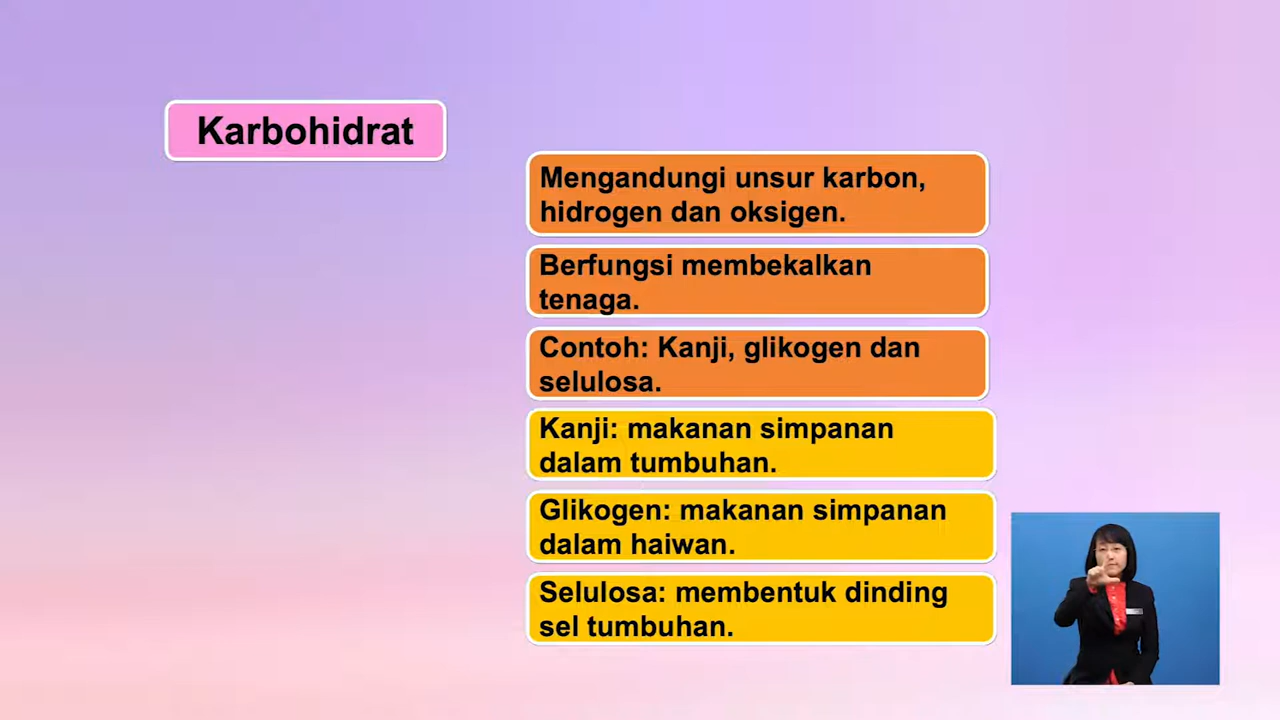 Karbohidrat
Mengandungi unsur karbon,
hidrogen dan oksigen.
Berfungsi membekalkan
tenaga.
Contoh: Kanji, glikogen dan
selulosa.
Kanji: makanan simpanan
dalam tumbuhan.
Glikogen: makanan simpanan
dalam haiwan.
Selulosa: membentuk dinding
sel tumbuhan.